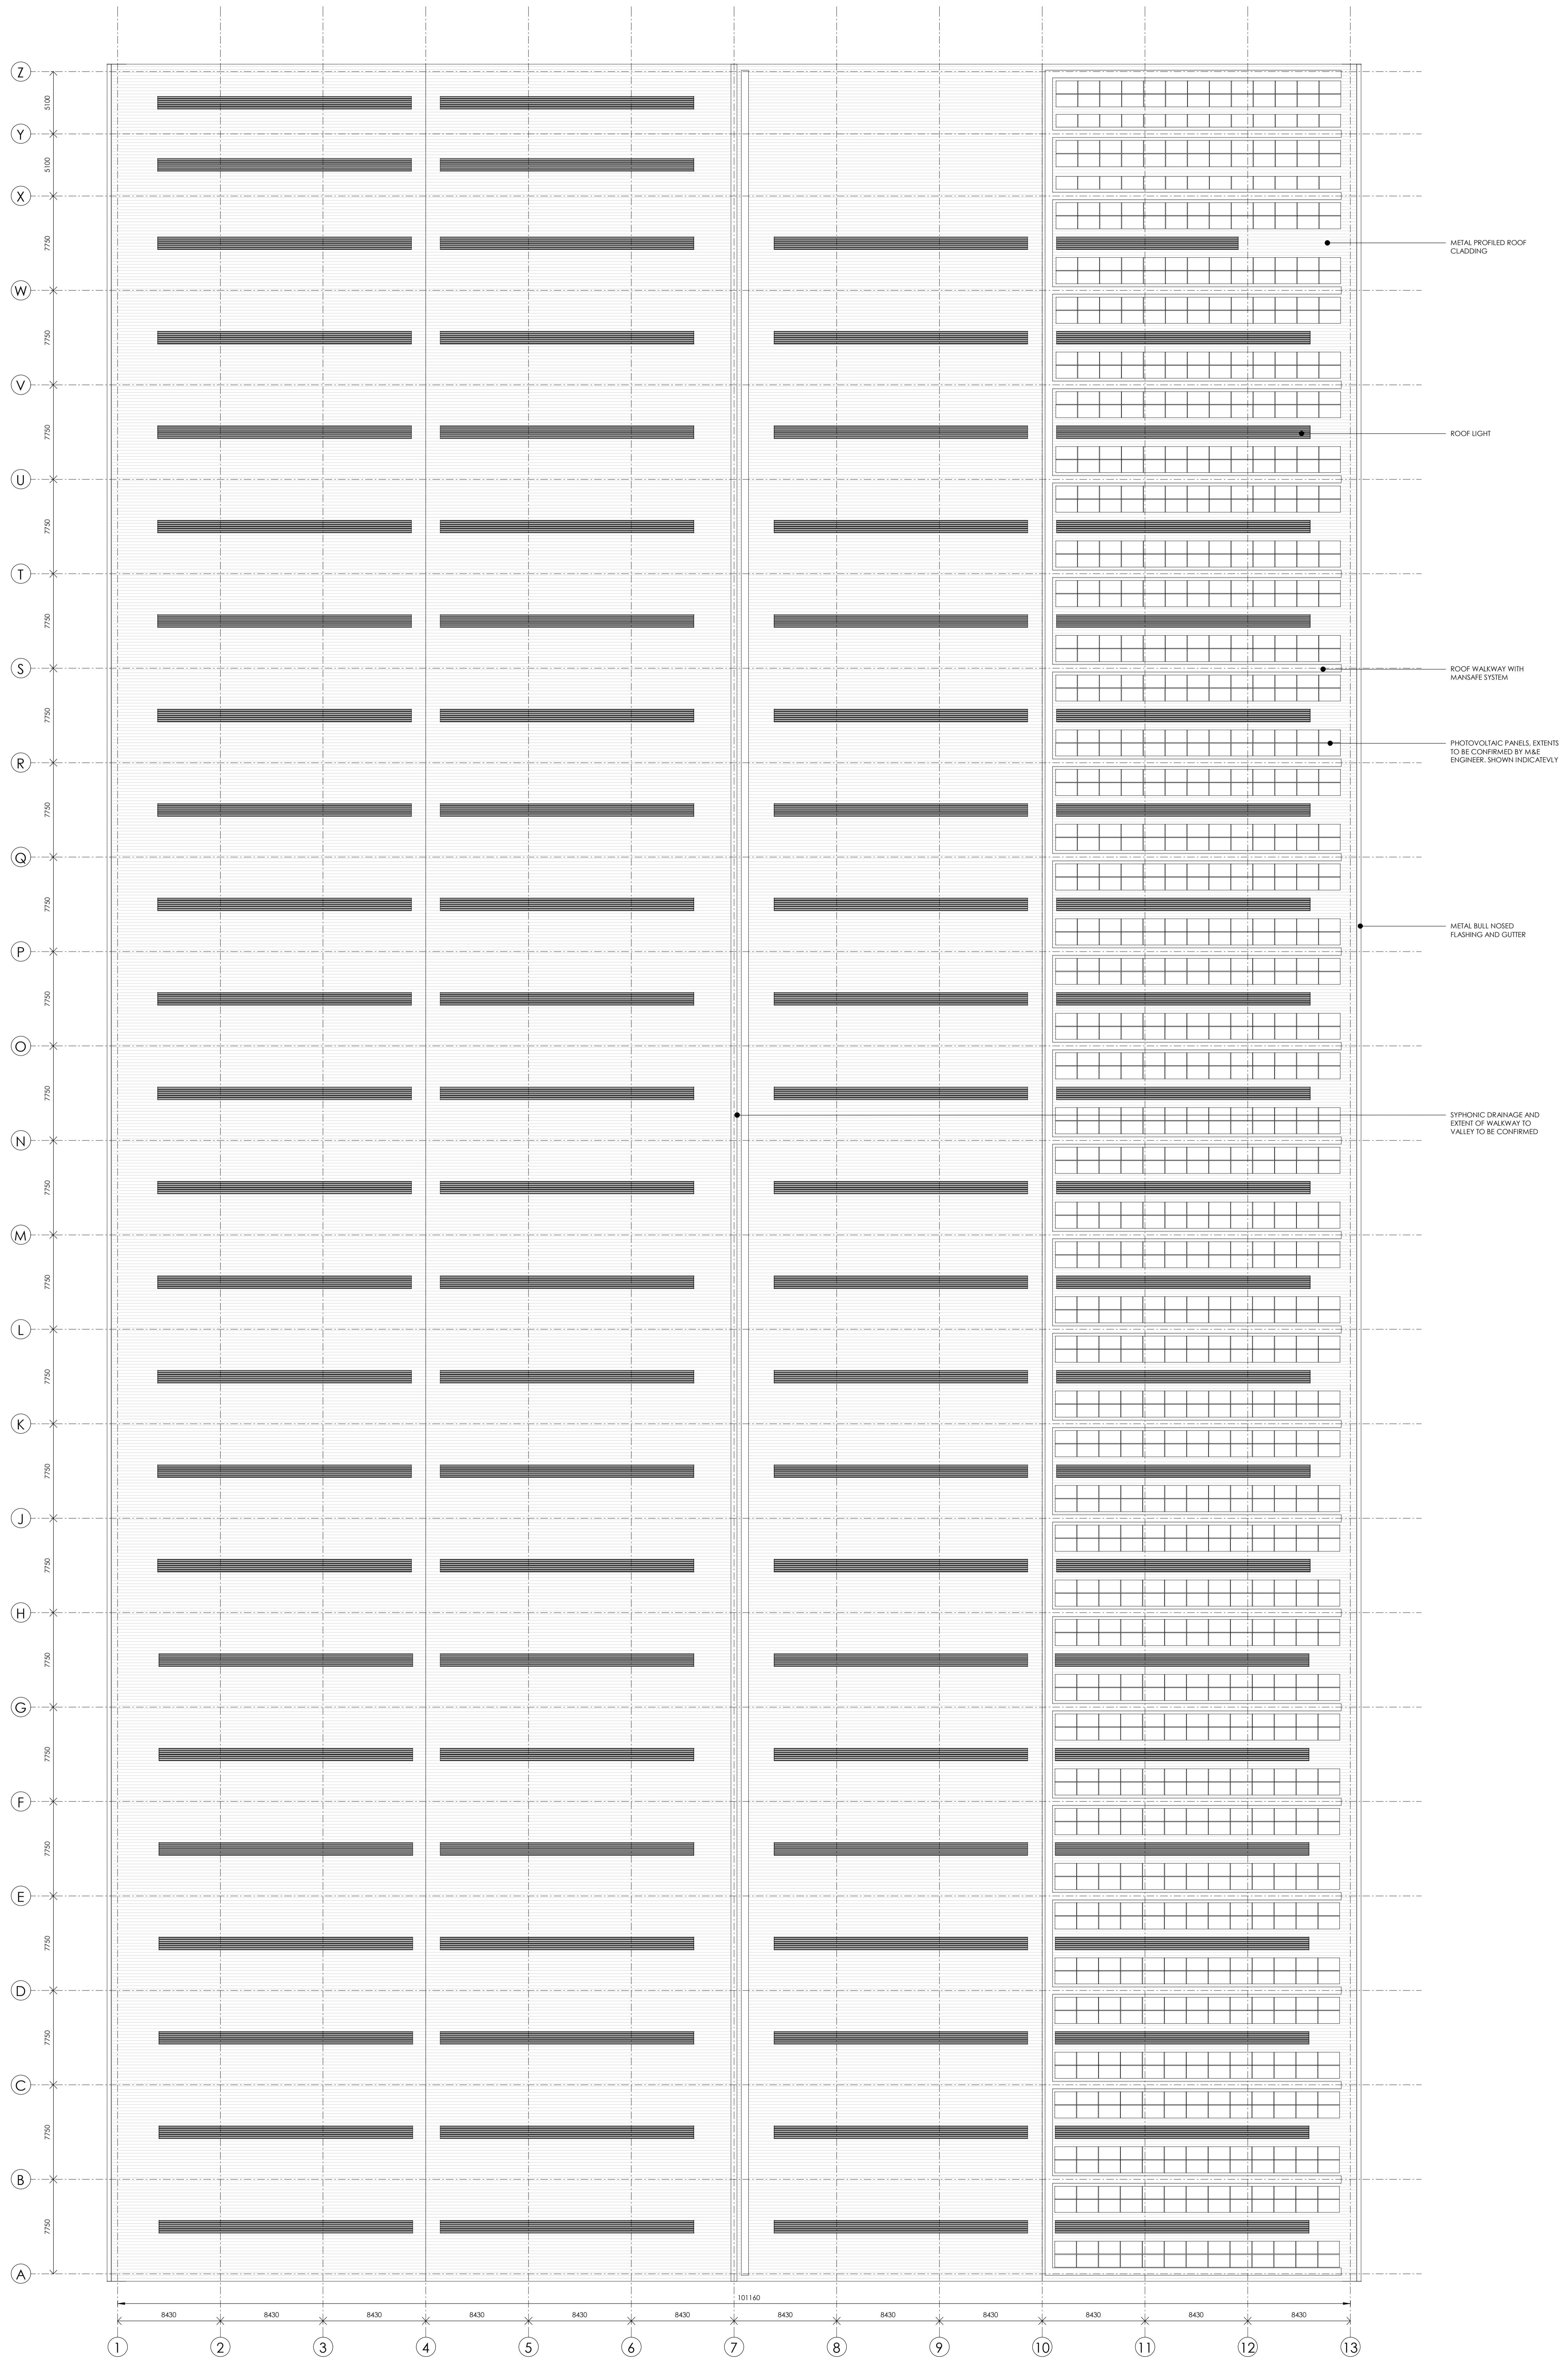 Z
5100
Y
5100
X
7750
METAL PROFILED ROOF
CLADDING
W
7750
V
7750
ROOF LIGHT
U
7750
T
7750
S
ROOF WALKWAY WITH
MANSAFE SYSTEM
7750
PHOTOVOLTAIC PANELS, EXTENTS
TO BE CONFIRMED BY M&E
ENGINEER, SHOWN INDICATEVLY
R
7750
Q
7750
METAL BULL NOSED
FLASHING AND GUTTER
P
7750
O
7750
SYPHONIC DRAINAGE AND
EXTENT OF WALKWAY TO
VALLEY TO BE CONFIRMED
N
7750
M
7750
L
7750
K
7750
J
7750
H
7750
G
7750
F
7750
E
7750
D
7750
C
7750
B
7750
A
101160
8430 8430 8430 8430 8430 8430 8430 8430 8430 8430 8430 8430
1 2 3 4 5 6 7 8 9 10 11 12 13